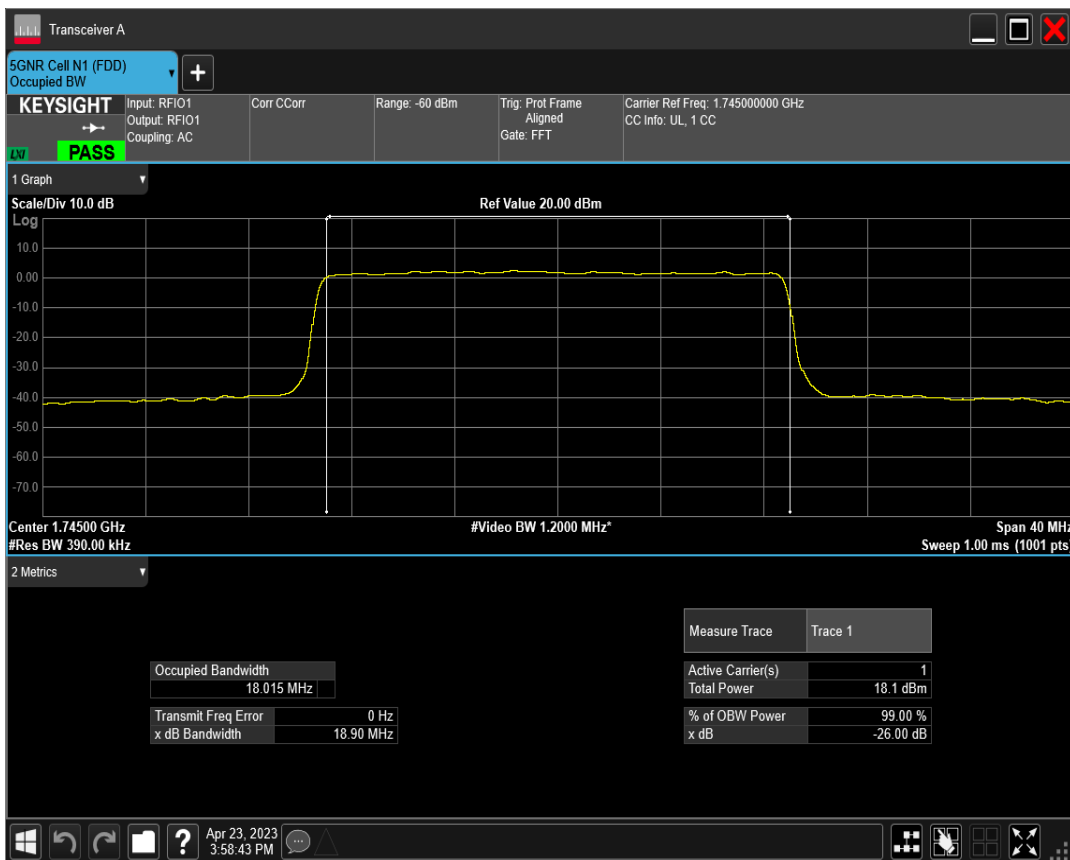 Transceiver A
5GNR Cell N1 (FDD)
Occupied BW
+
KEYSIGHT
LXI
PASS
Input: RFIO1
Output: RFIO1
Coupling: AC
Corr CCorr
Range: -60 dBm
Trig: Prot Frame
Aligned
Gate: FFT
Carrier Ref Freq: 1.745000000 GHz
CC Info: UL, 1 CC
1 Graph
Scale/Div 10.0 dB
Ref Value 20.00 dBm
Log
10.0
0.00
-10.0
-20.0
-30.0
-40.0
-50.0
-60.0
-70.0
Center 1.74500 GHz
#Video BW 1.2000 MHz*
Span 40 MHz
#Res BW 390.00 kHz
Sweep 1.00 ms (1001 pts)
2 Metrics
Measure Trace Trace 1
Occupied Bandwidth
18.015 MHz
Active Carrier(s) 1
Total Power 18.1 dBm
Transmit Freq Error 0 Hz
x dB Bandwidth 18.90 MHz
% of OBW Power 99.00 %
x dB -26.00 dB
?
Apr 23, 2023
3:58:43 PM